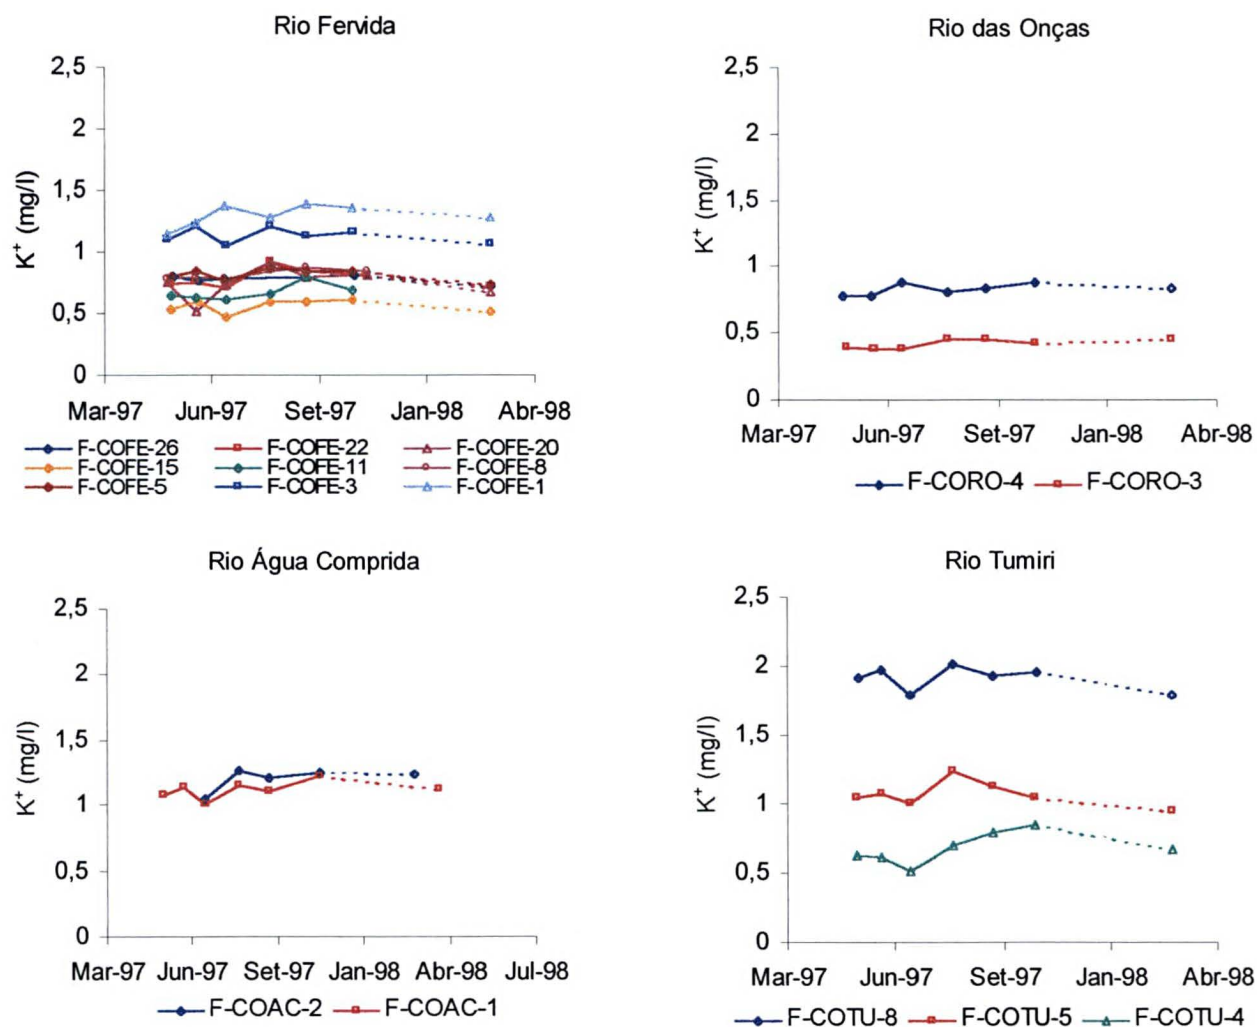 Rio Fervida
K+ (mg/l)
2,5
2
1,5
1
0,5
0
Mar-97 Jun-97 Set-97 Jan-98 Abr-98
F-COFE-26 F-COFE-22 F-COFE-20
F-COFE-15 F-COFE-11 F-COFE-8
F-COFE-5 F-COFE-3 F-COFE-1
Rio das Onças
K+ (mg/l)
2,5
2
1,5
1
0,5
0
Mar-97 Jun-97 Set-97 Jan-98 Abr-98
F-CORO-4 F-CORO-3
Rio Água Comprida
K+ (mg/l)
2,5
2
1,5
1
0,5
0
Mar-97 Jun-97 Set-97 Jan-98 Abr-98 Jul-98
F-COAC-2 F-COAC-1
Rio Tumiri
K+ (mg/l)
2,5
2
1,5
1
0,5
0
Mar-97 Jun-97 Set-97 Jan-98 Abr-98
F-COTU-8 F-COTU-5 F-COTU-4